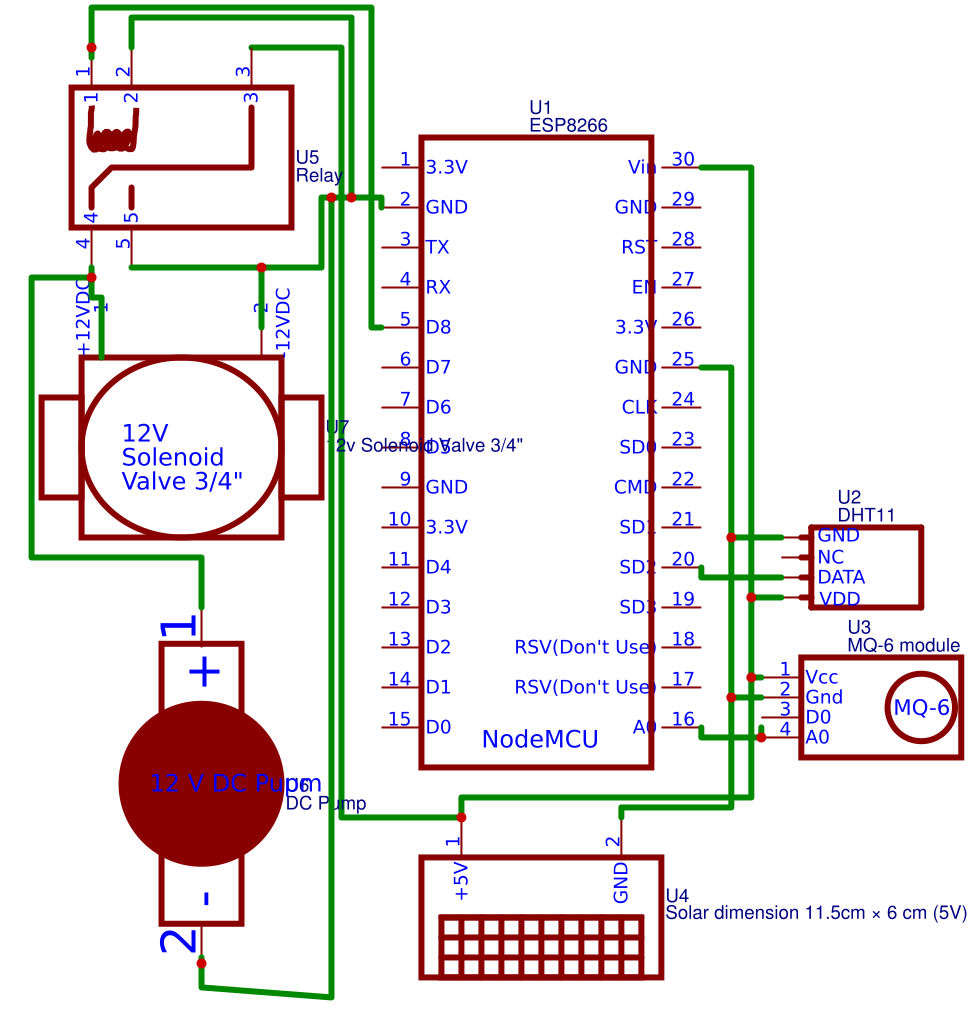 1
2
3
1
2
3
4
5
4
5
U5
Relay
+12VDC
1
2
-12VDC
12V
Solenoid
Valve 3/4"
U7
12v Solenoid Valve 3/4"
1
+
12 V DC Pupm
U6
DC Pump
-
2
U1
ESP8266
1 3.3V
2 GND
3 TX
4 RX
5 D8
6 D7
7 D6
8 D5
9 GND
10 3.3V
11 D4
12 D3
13 D2
14 D1
15 D0
Vin 30
GND 29
RST 28
EN 27
3.3V 26
GND 25
CLK 24
SD0 23
CMD 22
SD1 21
SD2 20
SD3 19
RSV(Don't Use) 18
RSV(Don't Use) 17
A0 16
NodeMCU
U2
DHT11
GND
NC
DATA
VDD
U3
MQ-6 module
1 Vcc
2 Gnd
3 D0
4 A0
MQ-6
1
+5V
2
GND
U4
Solar dimension 11.5cm × 6 cm (5V)